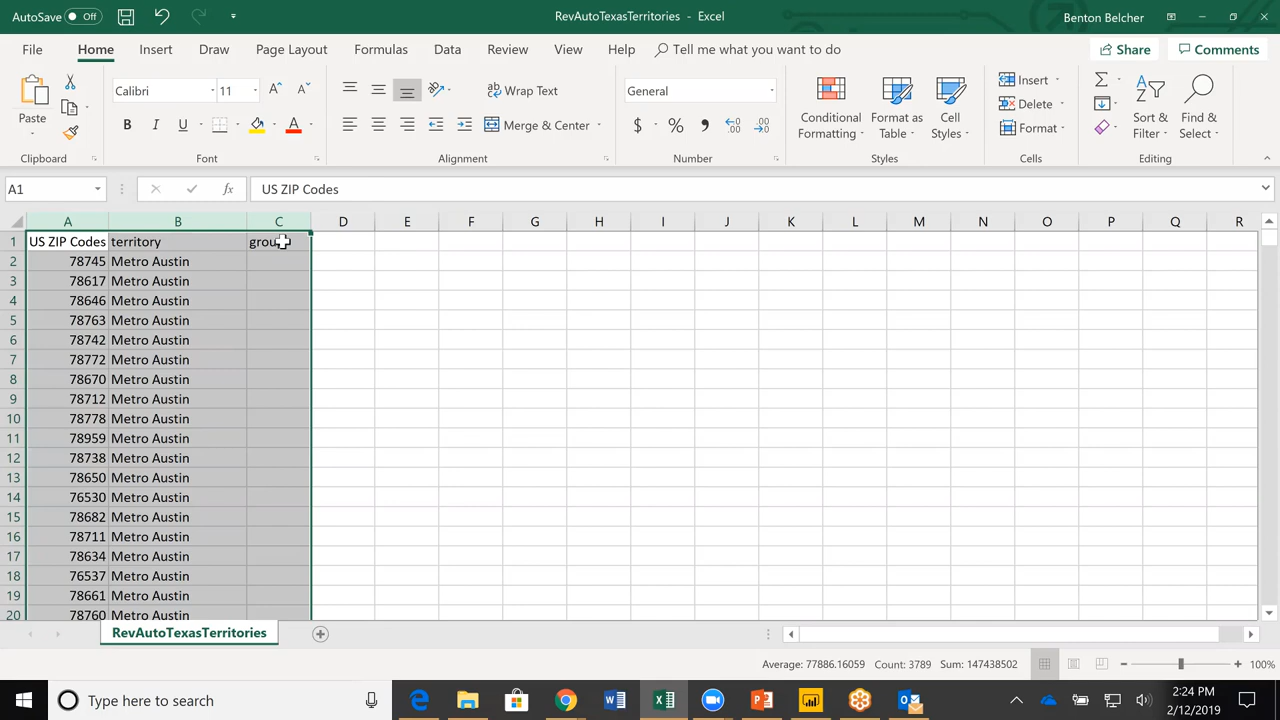 AutoSave Off
RevAutoTexasTerritories - Excel
Benton Belcher
File Home Insert Draw Page Layout Formulas Data Review View Help Tell me what you want to do Share Comments
Paste
Clipboard
Calibri 11
B I U A
Font
ab Wrap Text
Merge & Center
Alignment
General
$ % ,
Number
Conditional Formatting
Format as Table
Cell Styles
Styles
Insert
Delete
Format
Cells
Sort & Filter
Find & Select
Editing
A1 fx US ZIP Codes
A B C D E F G H I J K L M N O P Q R
1 US ZIP Codes territory
2 78745 Metro Austin
3 78617 Metro Austin
4 78646 Metro Austin
5 78763 Metro Austin
6 78742 Metro Austin
7 78772 Metro Austin
8 78670 Metro Austin
9 78712 Metro Austin
10 78778 Metro Austin
11 78959 Metro Austin
12 78738 Metro Austin
13 78650 Metro Austin
14 76530 Metro Austin
15 78682 Metro Austin
16 78711 Metro Austin
17 78634 Metro Austin
18 76537 Metro Austin
19 78661 Metro Austin
20 78760 Metro Austin
RevAutoTexasTerritories
Average: 77886.16059 Count: 3789 Sum: 147438502 100%
Type here to search
2:24 PM
2/12/2019